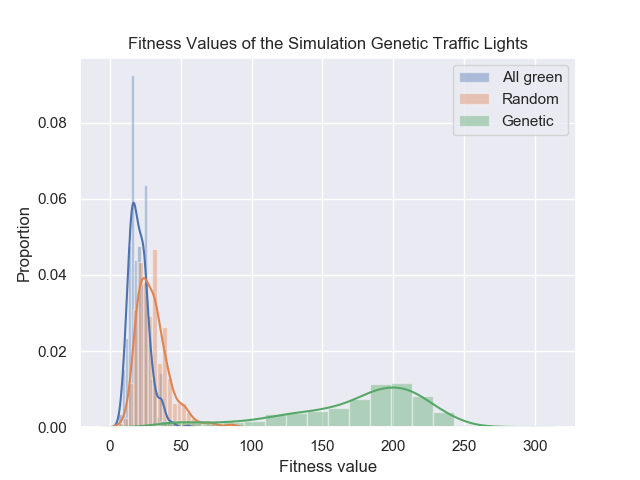 Fitness Values of the Simulation Genetic Traffic Lights
All green
Random
Genetic
Proportion
0.08
0.06
0.04
0.02
0.00
0 50 100 150 200 250 300
Fitness value